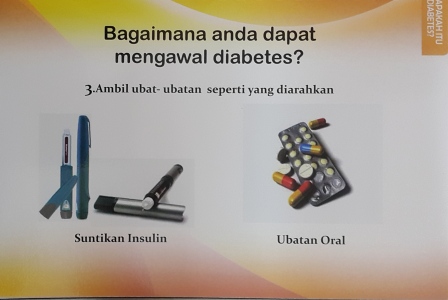 APAKAH ITU
DIABETES?
Bagaimana anda dapat
mengawal diabetes?
3.Ambil ubat- ubatan seperti yang diarahkan
Suntikan Insulin
Ubatan Oral